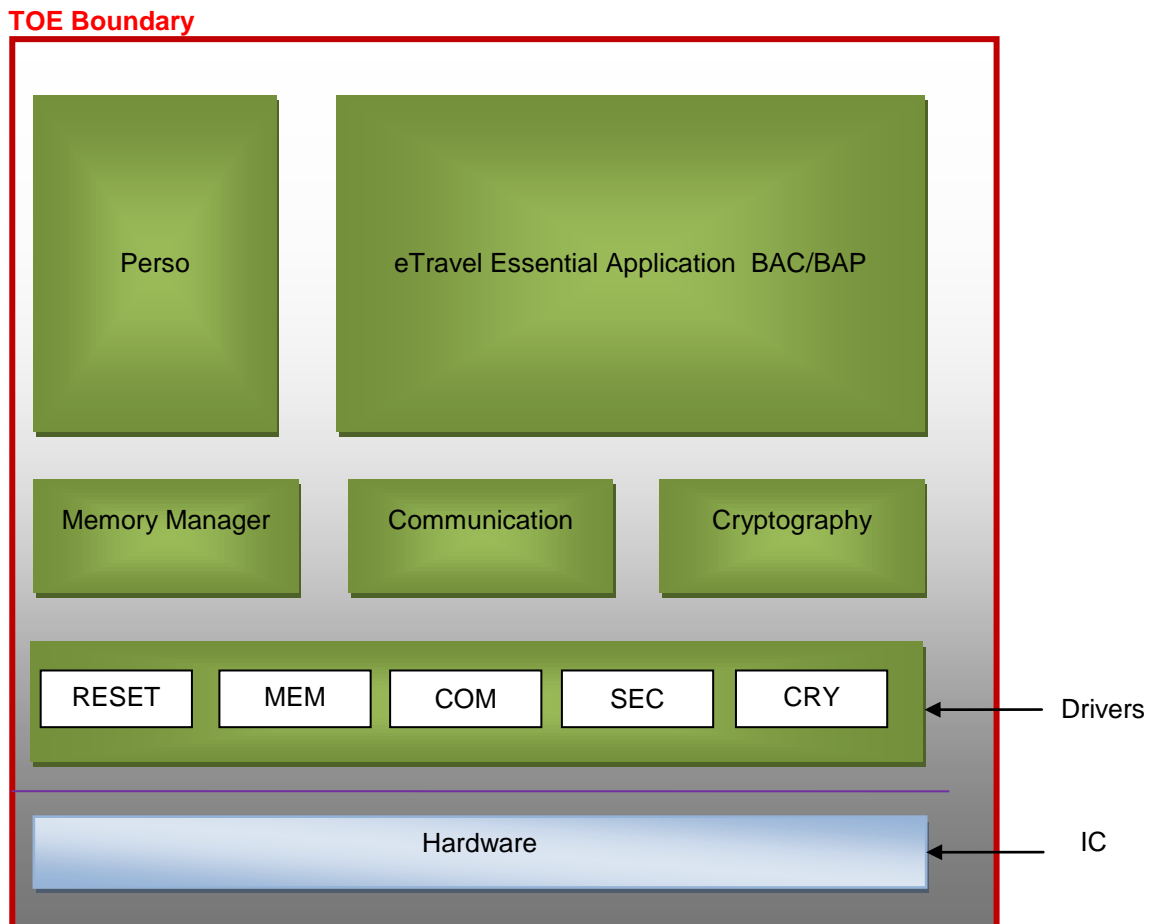 TOE Boundary
Perso
eTravel Essential Application BAC/BAP
Memory Manager
Communication
Cryptography
RESET
MEM
COM
SEC
CRY
Drivers
Hardware
IC